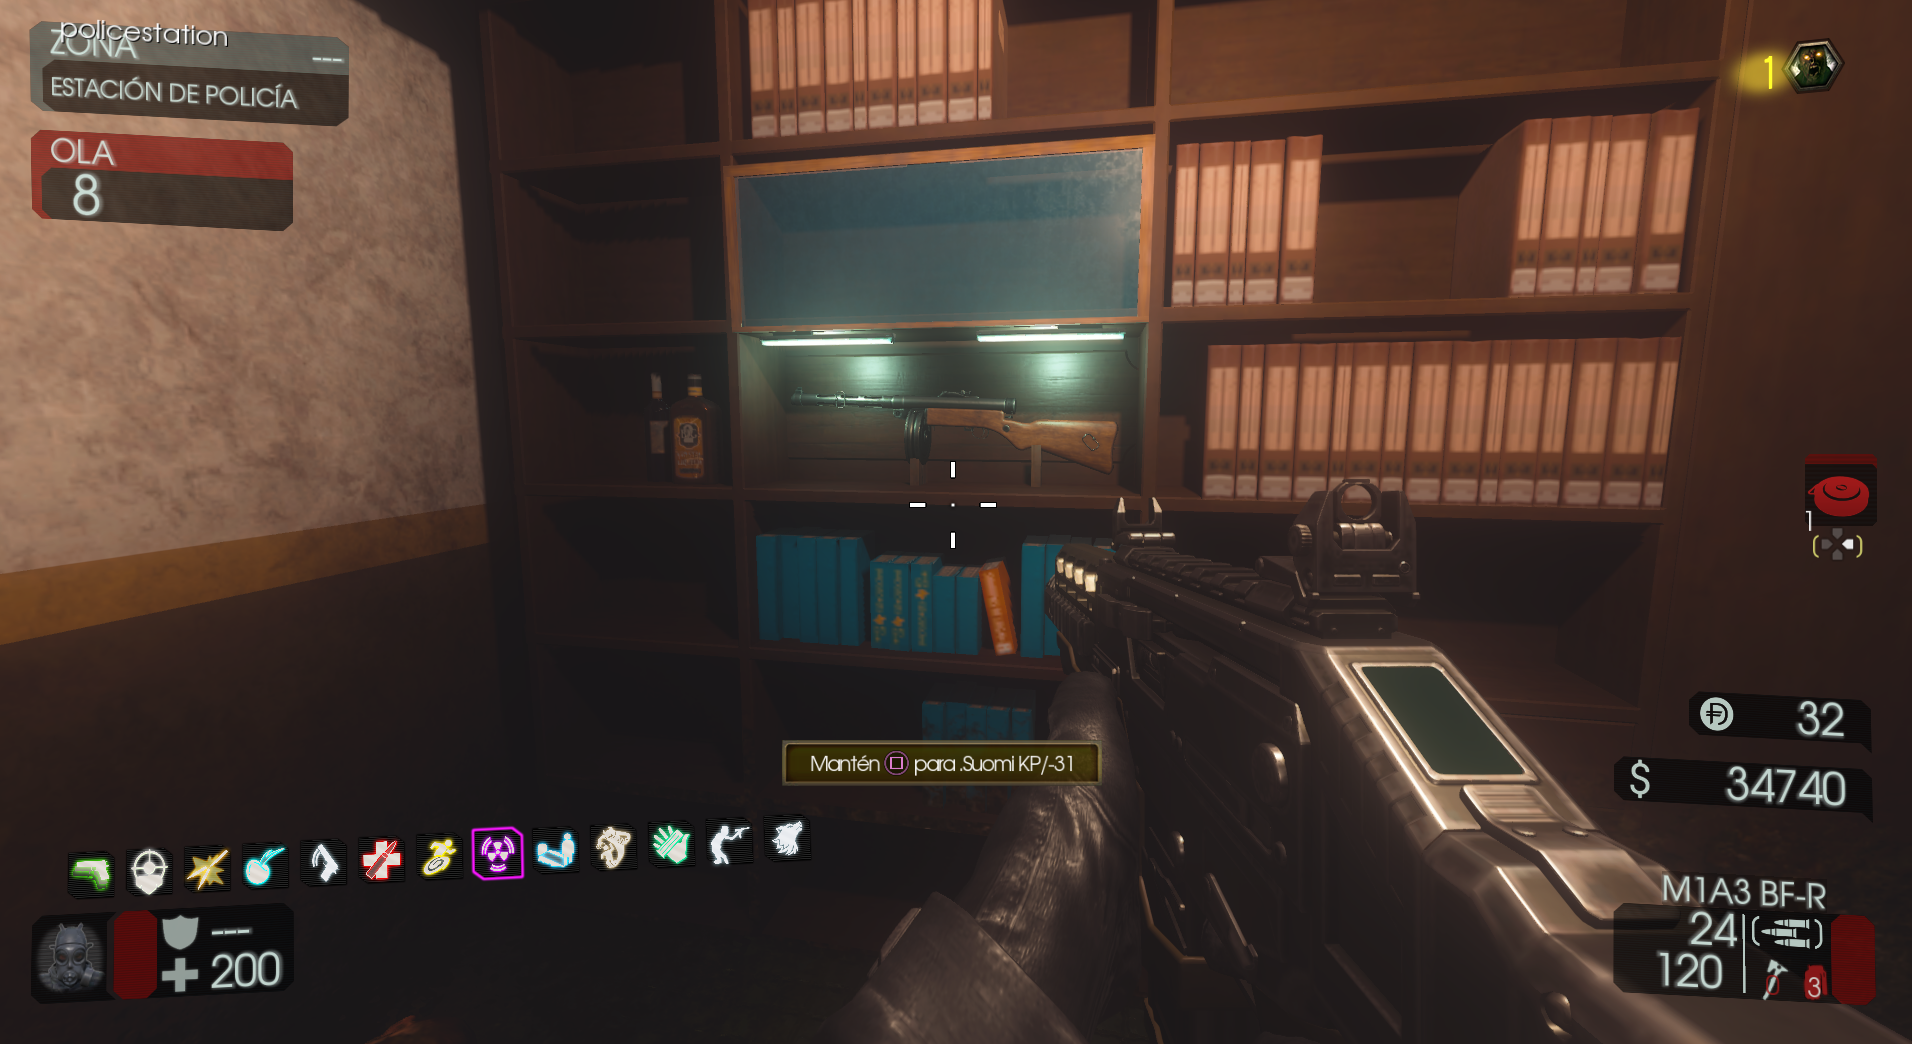 policestation
ZONA
---
ESTACIÓN DE POLICÍA
OLA
8
1
1
Mantén para .Suomi KP/-31
32
$ 34740
---
200
M1A3 BF-R
24
120
0
3